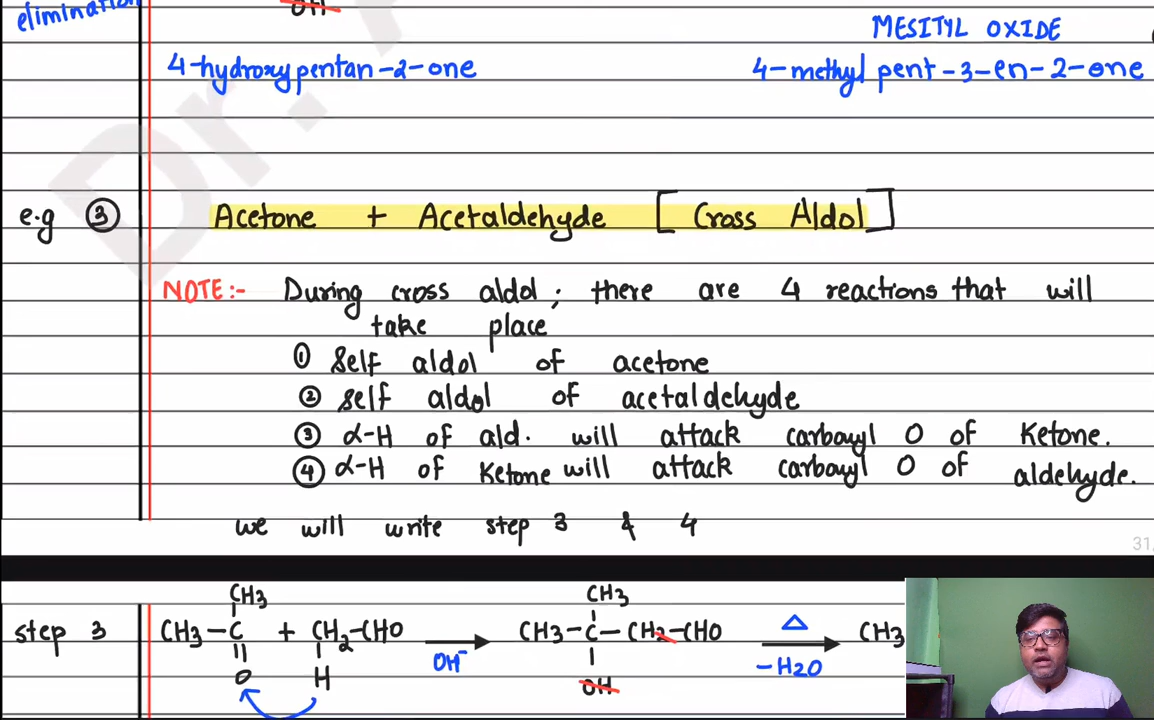 elimination
OH
MESITYL OXIDE
4-hydroxypentan-2-one
4-methyl pent-3-en-2-one
e.g ③ Acetone + Acetaldehyde [Cross Aldol]
NOTE:- During cross aldol ; there are 4 reactions that will
take place
① Self aldol of acetone
② self aldol of acetaldehyde
③ α-H of ald. will attack carbonyl O of Ketone.
④ α-H of Ketone will attack carbonyl O of aldehyde.
we will write step 3 & 4
31,
CH3 CH3
step 3 CH3-C + CH2-CHO OH⁻ CH3-C-CH2-CHO Δ -H2O CH3
O H OH
Dr.